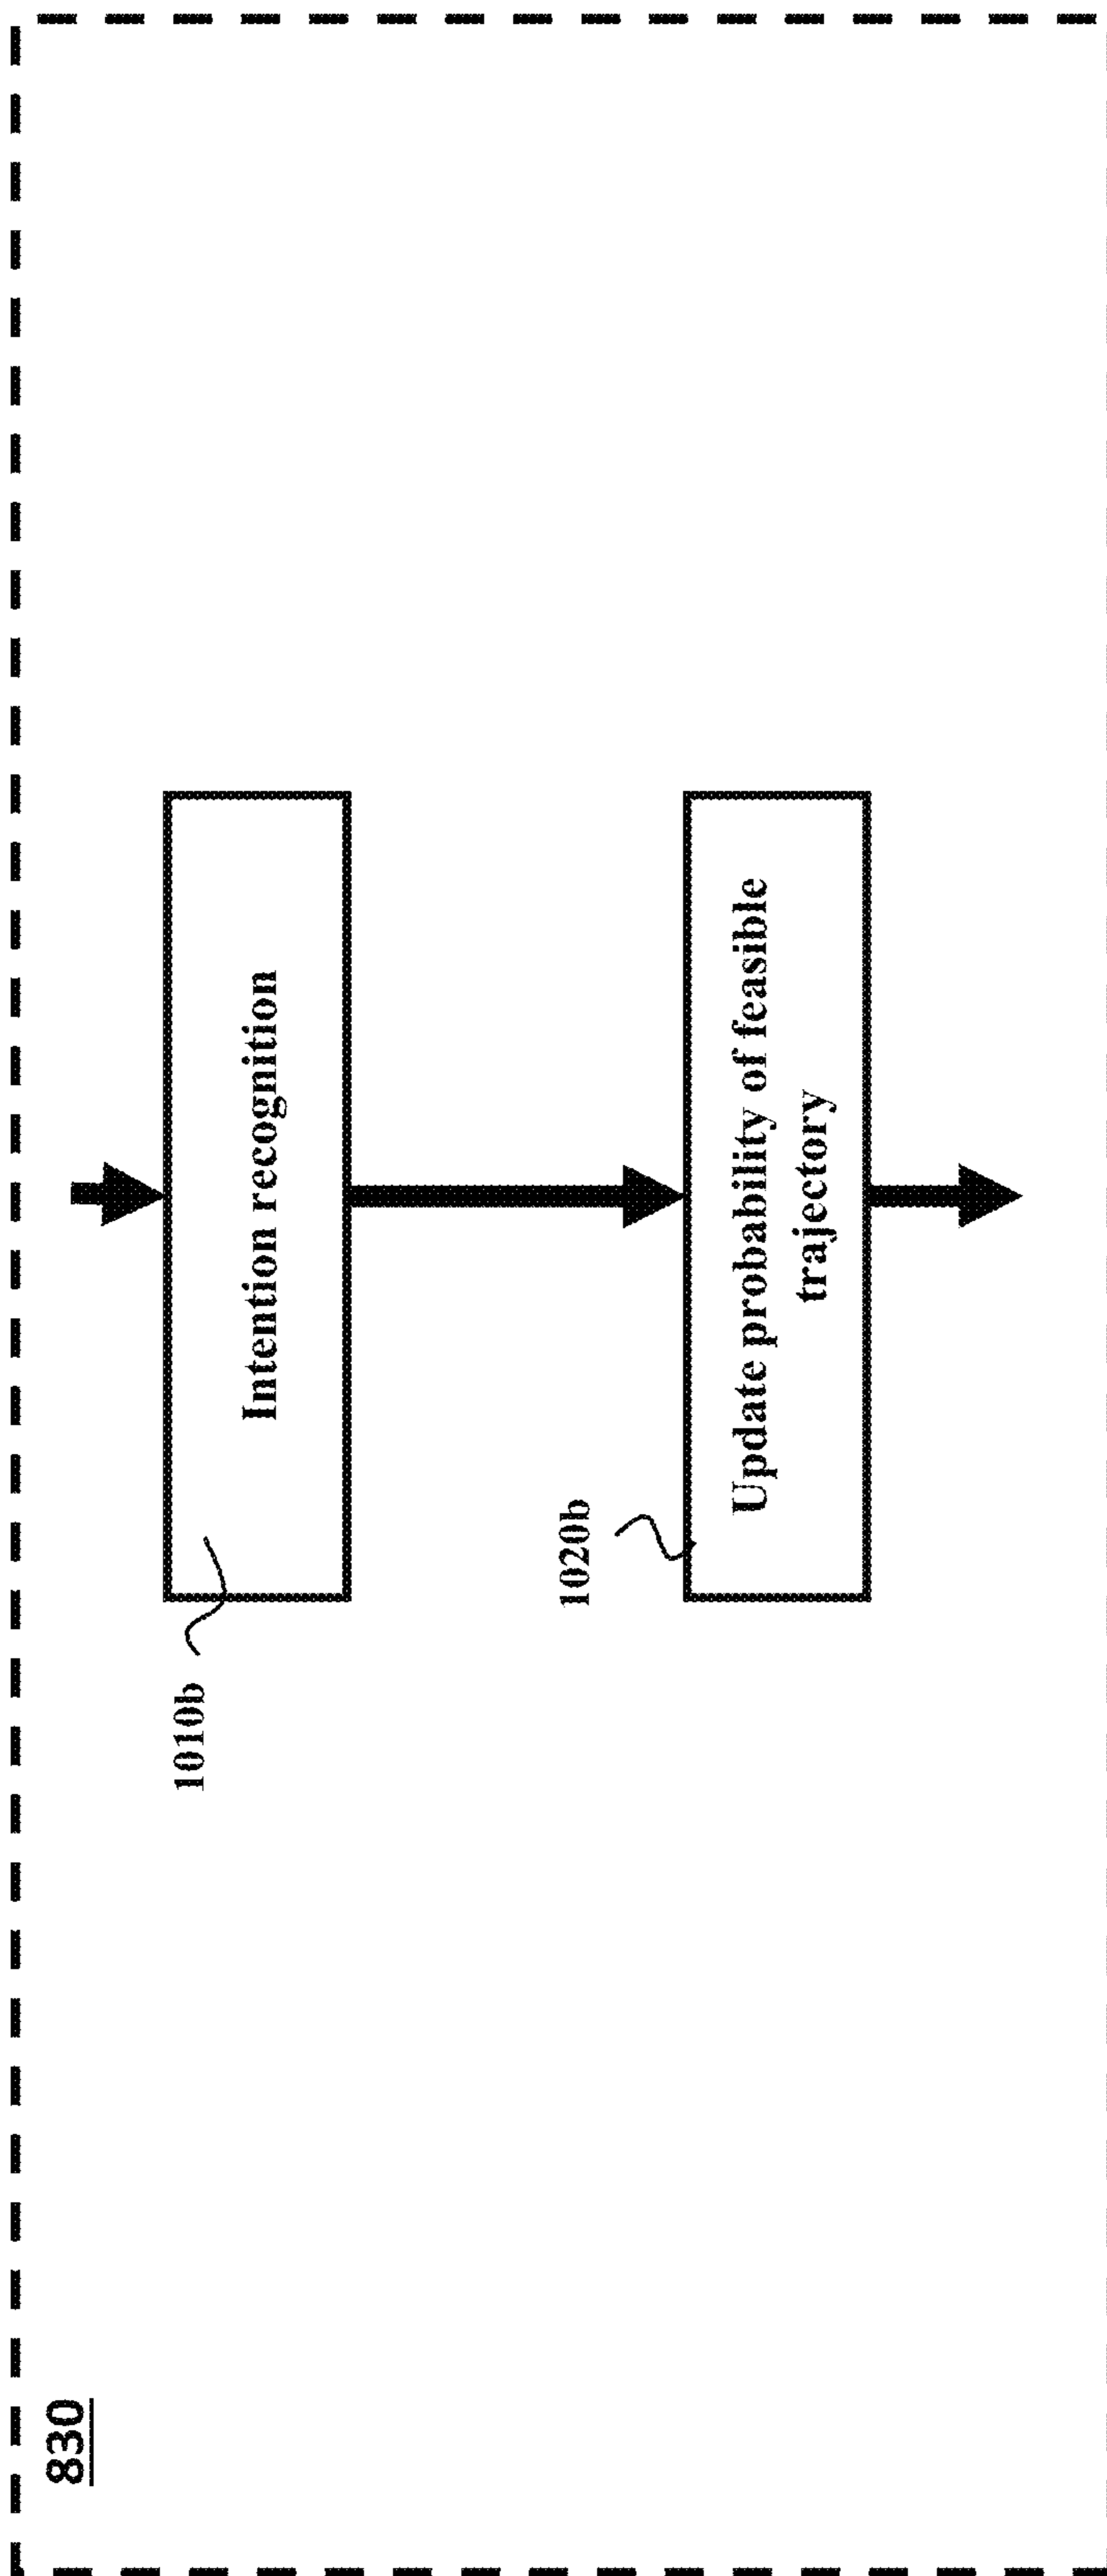 830
1010b
Intention recognition
1020b
Update probability of feasible
trajectory